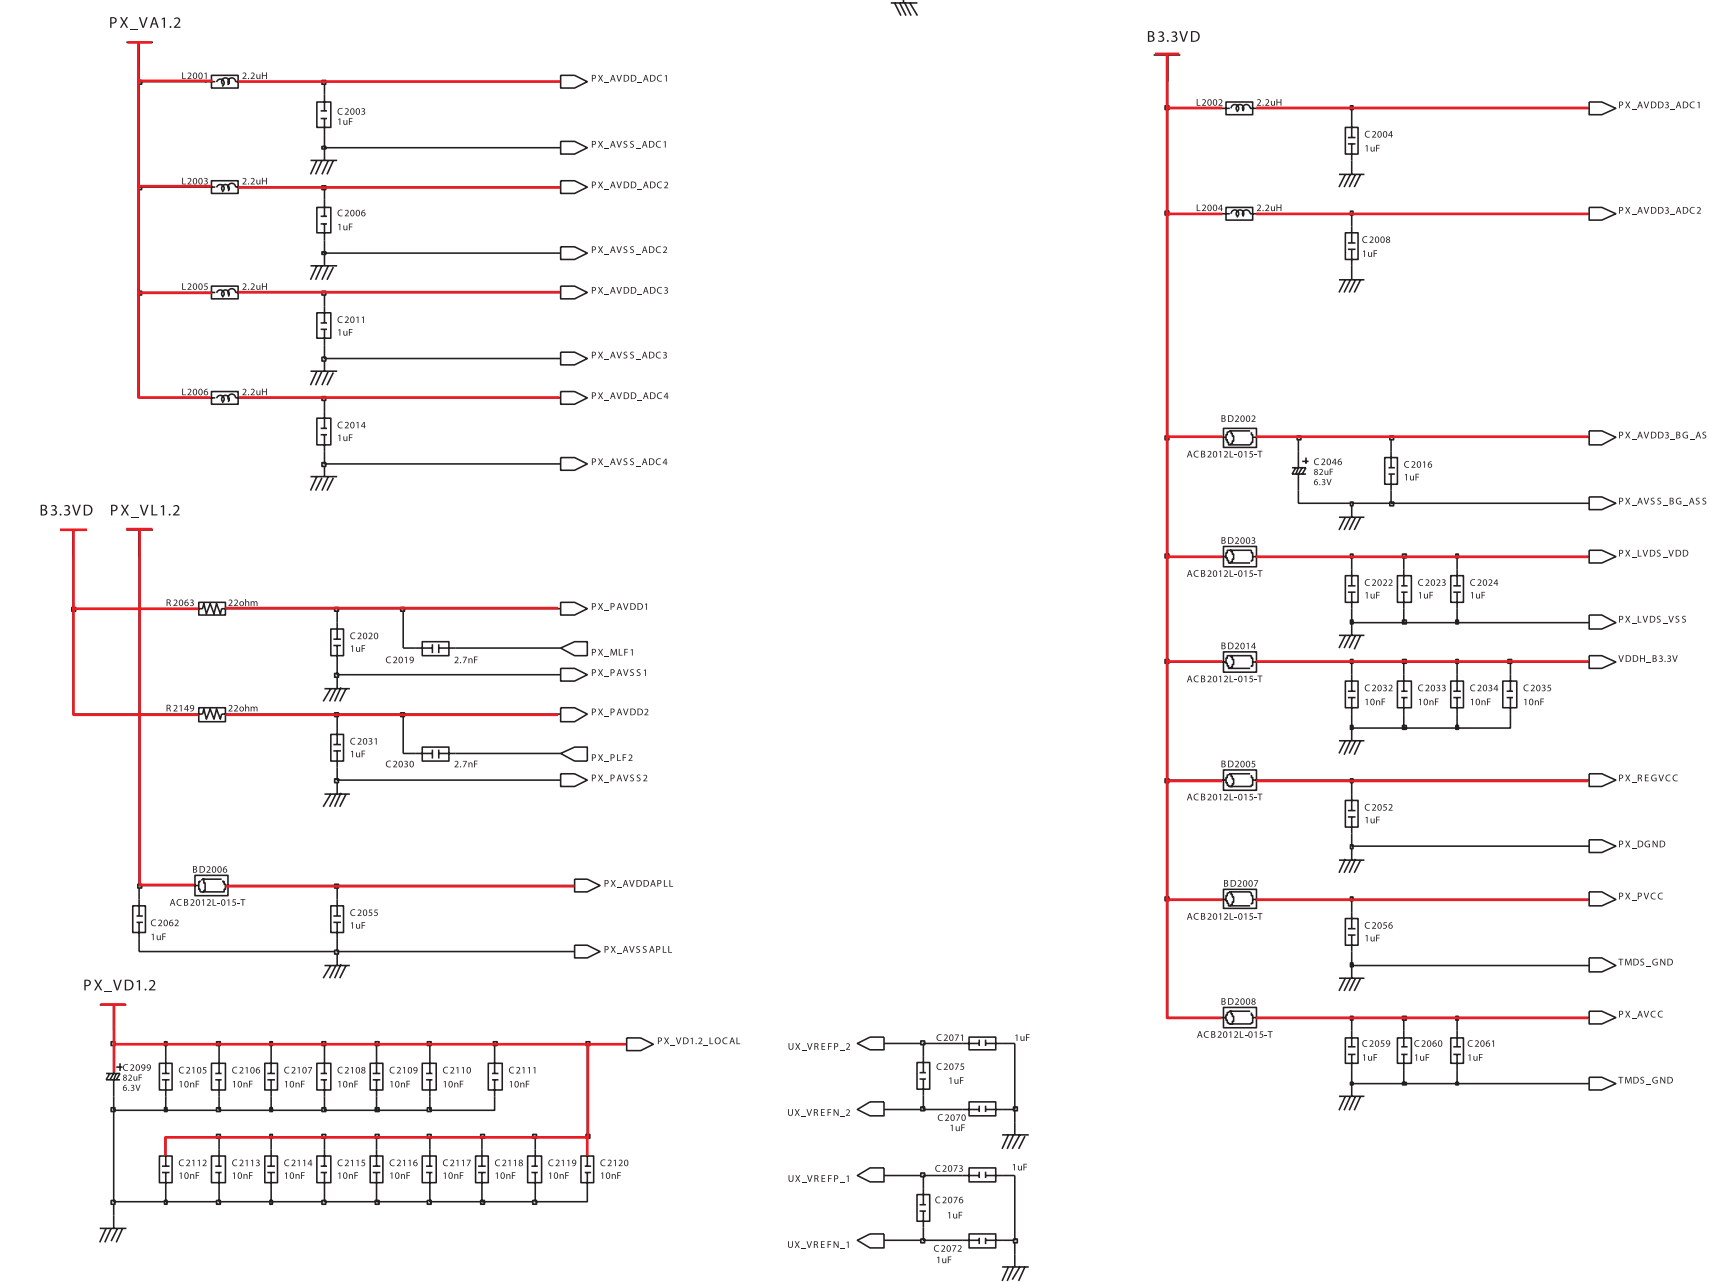 PX_VA1.2
L2001 2.2uH PX_AVDD_ADC1
C2003
1uF
PX_AVSS_ADC1
L2003 2.2uH PX_AVDD_ADC2
C2006
1uF
PX_AVSS_ADC2
L2005 2.2uH PX_AVDD_ADC3
C2011
1uF
PX_AVSS_ADC3
L2006 2.2uH PX_AVDD_ADC4
C2014
1uF
PX_AVSS_ADC4
B3.3VD PX_VL1.2
R2063 22ohm PX_PAVDD1
C2020
1uF
C2019 2.7nF PX_MLF1
PX_PAVSS1
R2149 22ohm PX_PAVDD2
C2031
1uF
C2030 2.7nF PX_PLF2
PX_PAVSS2
BD2006
PX_AVDDAPLL
ACB2012L-015-T
C2062
1uF
C2055
1uF
PX_AVSSAPLL
PX_VD1.2
PX_VD1.2_LOCAL
+C2099
82uF
6.3V
C2105 C2106 C2107 C2108 C2109 C2110 C2111
10nF 10nF 10nF 10nF 10nF 10nF 10nF
C2112 C2113 C2114 C2115 C2116 C2117 C2118 C2119 C2120
10nF 10nF 10nF 10nF 10nF 10nF 10nF 10nF 10nF
UX_VREFP_2 C2071 1uF
C2075
1uF
UX_VREFN_2 C2070
1uF
UX_VREFP_1 C2073 1uF
C2076
1uF
UX_VREFN_1 C2072
1uF
B3.3VD
L2002 2.2uH PX_AVDD3_ADC1
C2004
1uF
L2004 2.2uH PX_AVDD3_ADC2
C2008
1uF
BD2002
PX_AVDD3_BG_AS
ACB2012L-015-T
+ C2046
82uF
6.3V
C2016
1uF
PX_AVSS_BG_ASS
BD2003
PX_LVDS_VDD
ACB2012L-015-T
C2022 C2023 C2024
1uF 1uF 1uF
PX_LVDS_VSS
BD2014
VDDH_B3.3V
ACB2012L-015-T
C2032 C2033 C2034 C2035
10nF 10nF 10nF 10nF
BD2005
PX_REGVCC
ACB2012L-015-T
C2052
1uF
PX_DGND
BD2007
PX_PVCC
ACB2012L-015-T
C2056
1uF
TMDS_GND
BD2008
PX_AVCC
ACB2012L-015-T
C2059 C2060 C2061
1uF 1uF 1uF
TMDS_GND